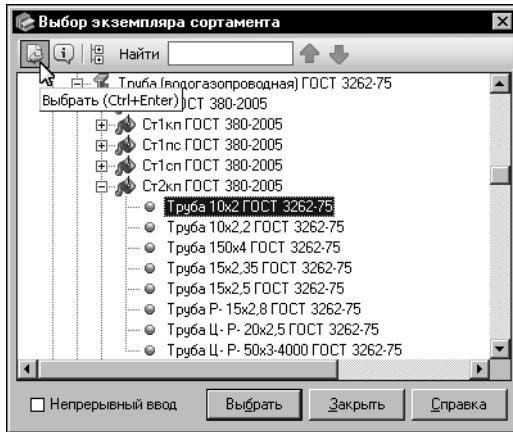 Выбор экземпляра сортамента
Найти
Труба (водогазопроводная) ГОСТ 3262-75
Выбрать (Ctrl+Enter) ОСТ 380-2005
Ст1кп ГОСТ 380-2005
Ст1пс ГОСТ 380-2005
Ст1сп ГОСТ 380-2005
Ст2кп ГОСТ 380-2005
Труба 10x2 ГОСТ 3262-75
Труба 10x2,2 ГОСТ 3262-75
Труба 150x4 ГОСТ 3262-75
Труба 15x2,35 ГОСТ 3262-75
Труба 15x2,5 ГОСТ 3262-75
Труба Р- 15x2,8 ГОСТ 3262-75
Труба Ц- Р- 20x2,5 ГОСТ 3262-75
Труба Ц- Р- 50x3-4000 ГОСТ 3262-75
Непрерывный ввод Выбрать Закрыть Справка